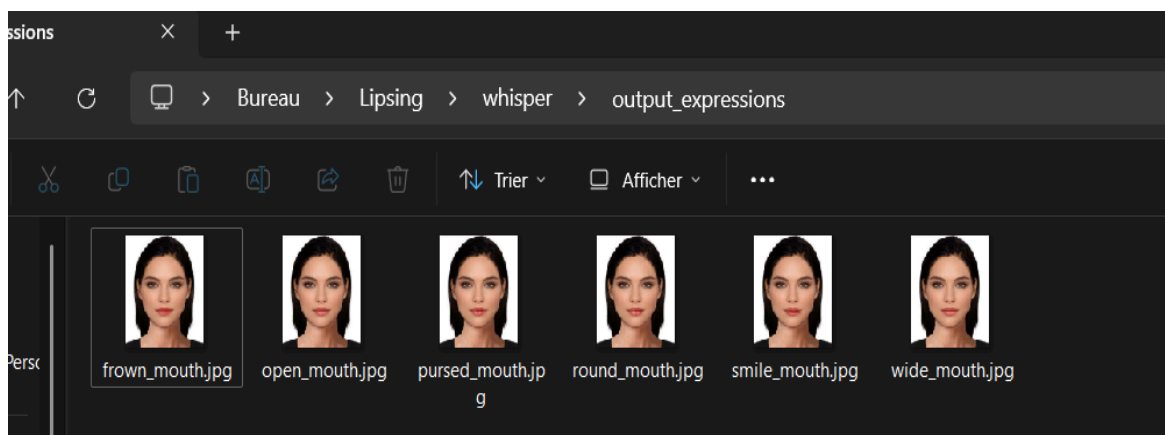 ssions
Bureau > Lipsing > whisper > output_expressions
Trier
Afficher
Persc
frown_mouth.jpg
open_mouth.jpg
pursed_mouth.jp
g
round_mouth.jpg
smile_mouth.jpg
wide_mouth.jpg